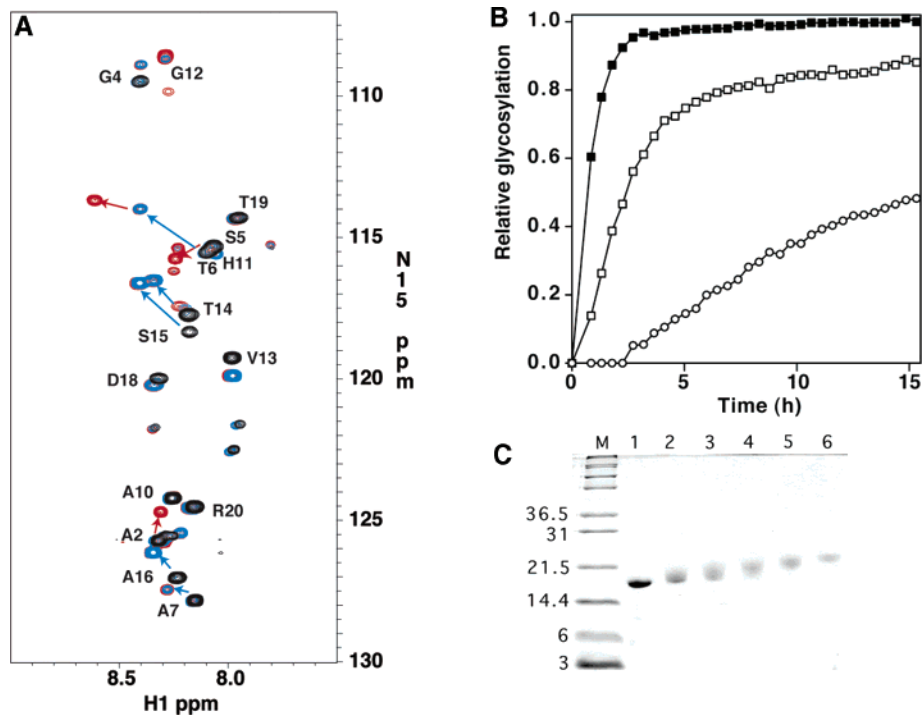 A
G4
G12
110
T19
S5
H11
T6
115
T14
S15
V13
D18
120
A10
R20
A2
125
A16
A7
130
8.5
8.0
H1 ppm
N15 ppm
B
1.0
0.8
0.6
0.4
0.2
0.0
Relative glycosylation
0
5
10
15
Time (h)
C
M 1 2 3 4 5 6
36.5
31
21.5
14.4
6
3